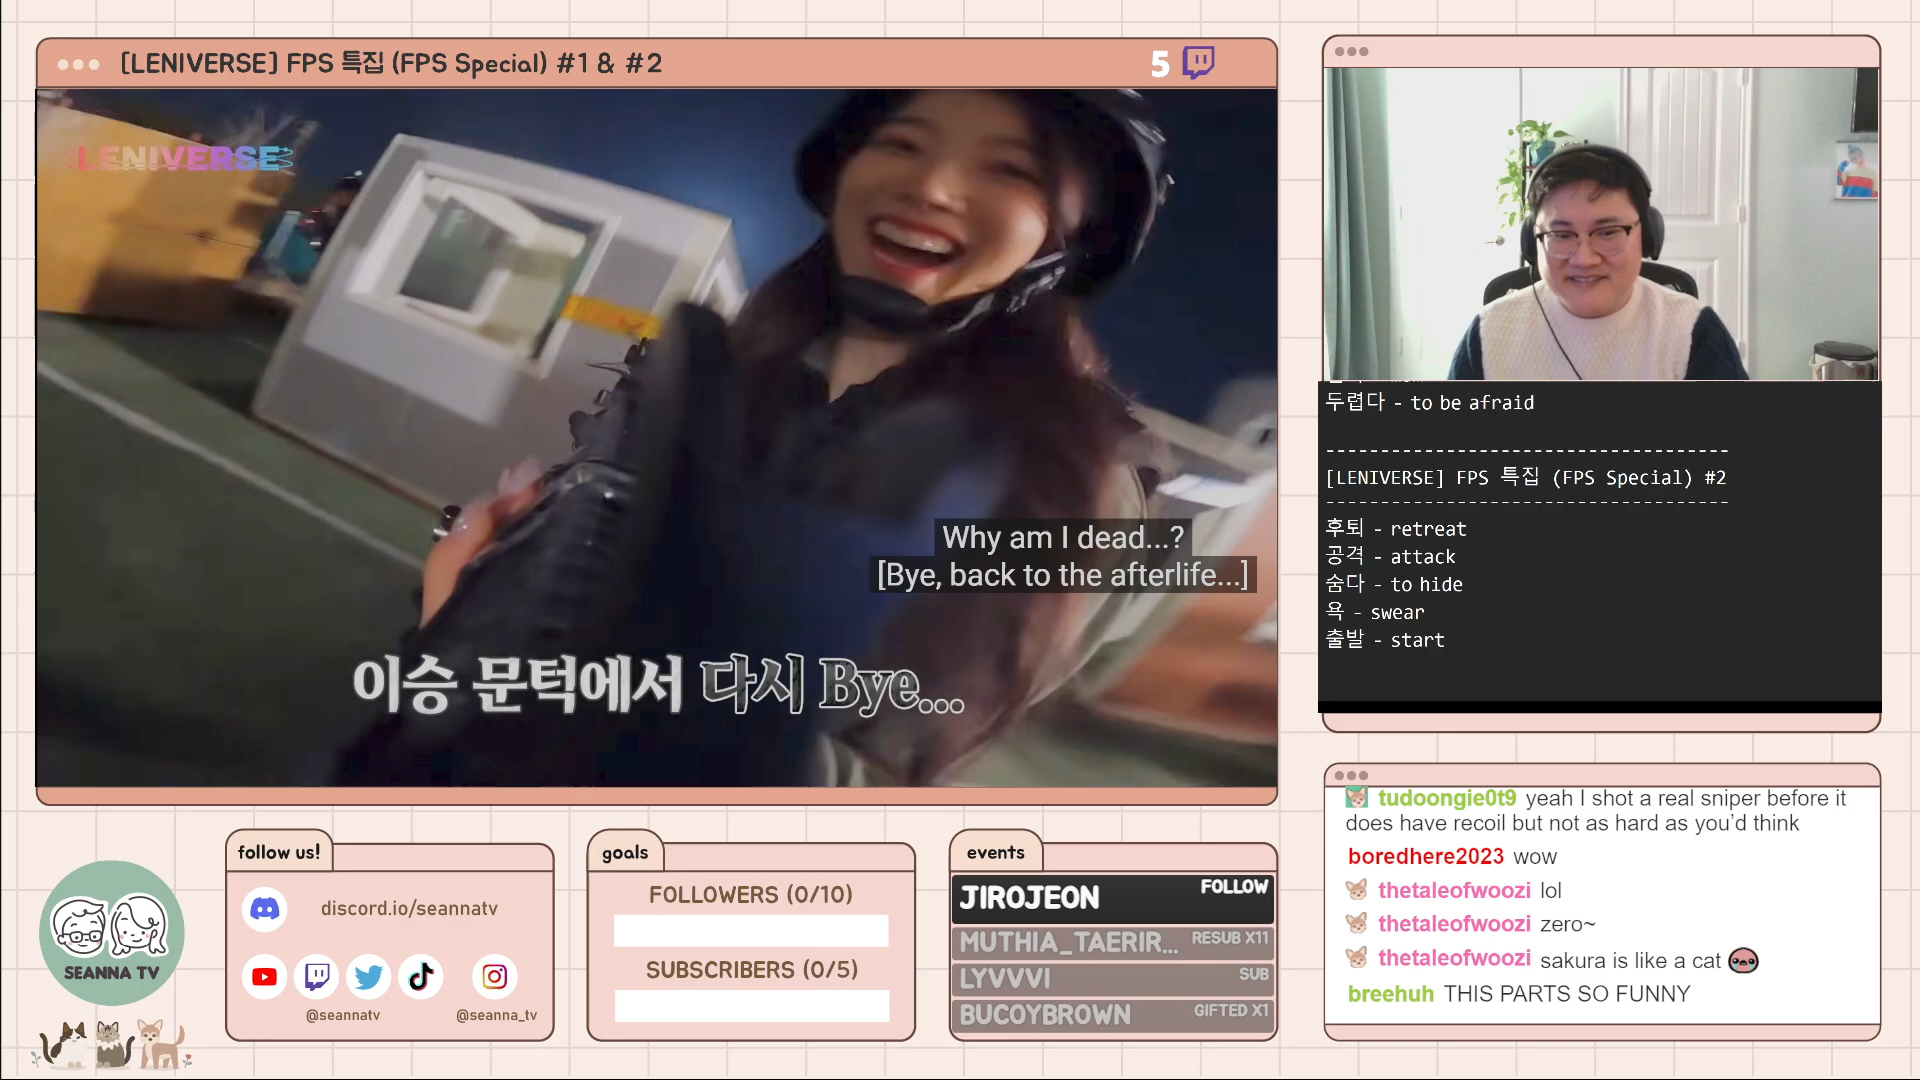 [LENIVERSE] FPS 특집 (FPS Special) #1 & #2
5
LENIVERSE
Why am I dead...?
[Bye, back to the afterlife...]
이승 문턱에서 다시 Bye...
두렵다 - to be afraid
-------------------------------------
[LENIVERSE] FPS 특집 (FPS Special) #2
-------------------------------------
후퇴 - retreat
공격 - attack
숨다 - to hide
욕 - swear
출발 - start
tudoongie0t9 yeah I shot a real sniper before it
does have recoil but not as hard as you'd think
boredhere2023 wow
thetaleofwoozi lol
thetaleofwoozi zero~
thetaleofwoozi sakura is like a cat
breehuh THIS PARTS SO FUNNY
SEANNA TV
follow us!
discord.io/seannatv
@seannatv
@seanna_tv
goals
FOLLOWERS (0/10)
SUBSCRIBERS (0/5)
events
JIROJEON FOLLOW
MUTHIA_TAERIR... RESUB X11
LYVVVI SUB
BUCOYBROWN GIFTED X1